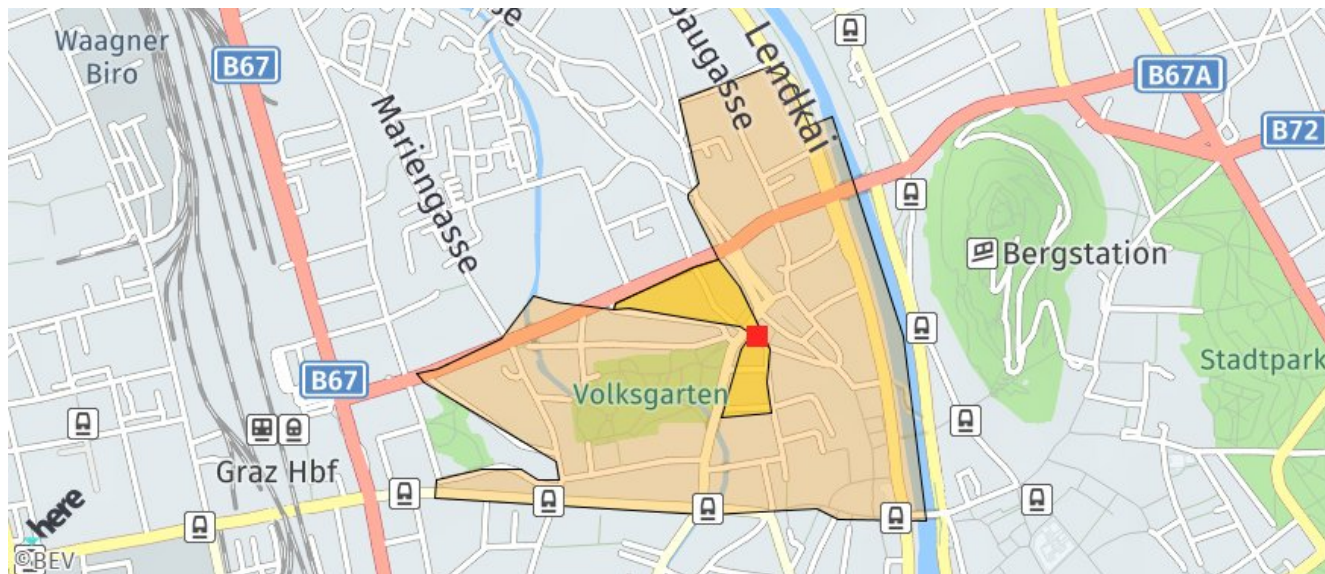 Waagner
Biro
B67
Lendkai
B67A
B72
Mariengasse
Bergstation
Stadtpark
B67
Volksgarten
Graz Hbf
here
©BEV